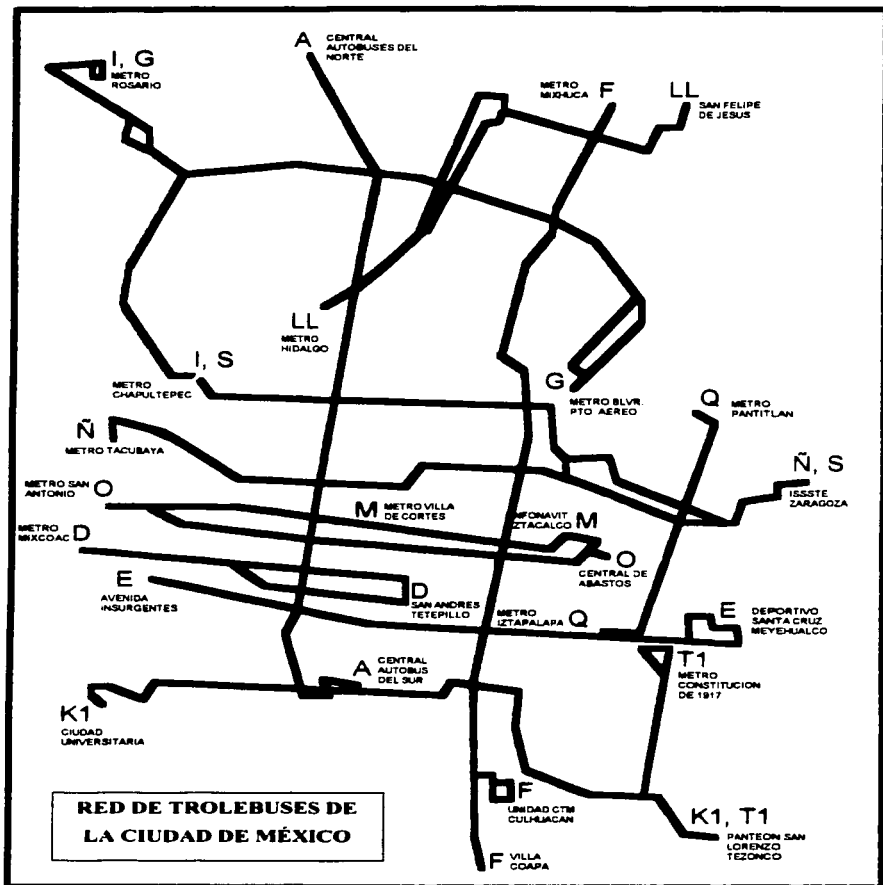 A CENTRAL
AUTOBUSES DEL
NORTE
I, G
METRO
ROSARIO
METRO
MIXHUCA
F
LL
SAN FELIPE
DE JESUS
LL
METRO
HIDALGO
I, S
METRO
CHAPULTEPEC
G
METRO BLVR.
PTO AEREO
Q METRO
PANTITLAN
Ñ
METRO TACUBAYA
Ñ, S
ISSSTE
ZARAGOZA
METRO SAN
ANTONIO O
M METRO VILLA
DE CORTES
INFONAVIT
IZTACALCO M
METRO
MIXCOAC D
O
CENTRAL DE
ABASTOS
E
AVENIDA
INSURGENTES
D
SAN ANDRES
TETEPILLO
METRO
IZTAPALAPA Q
E DEPORTIVO
SANTA CRUZ
MEYEHUALCO
A CENTRAL
AUTOBUS
DEL SUR
T1
METRO
CONSTITUCION
DE 1917
K1
CIUDAD
UNIVERSITARIA
F
UNIDAD CTM
CULHUACAN
K1, T1
PANTEON SAN
LORENZO
TEZONCO
F VILLA
COAPA
RED DE TROLEBUSES DE
LA CIUDAD DE MÉXICO